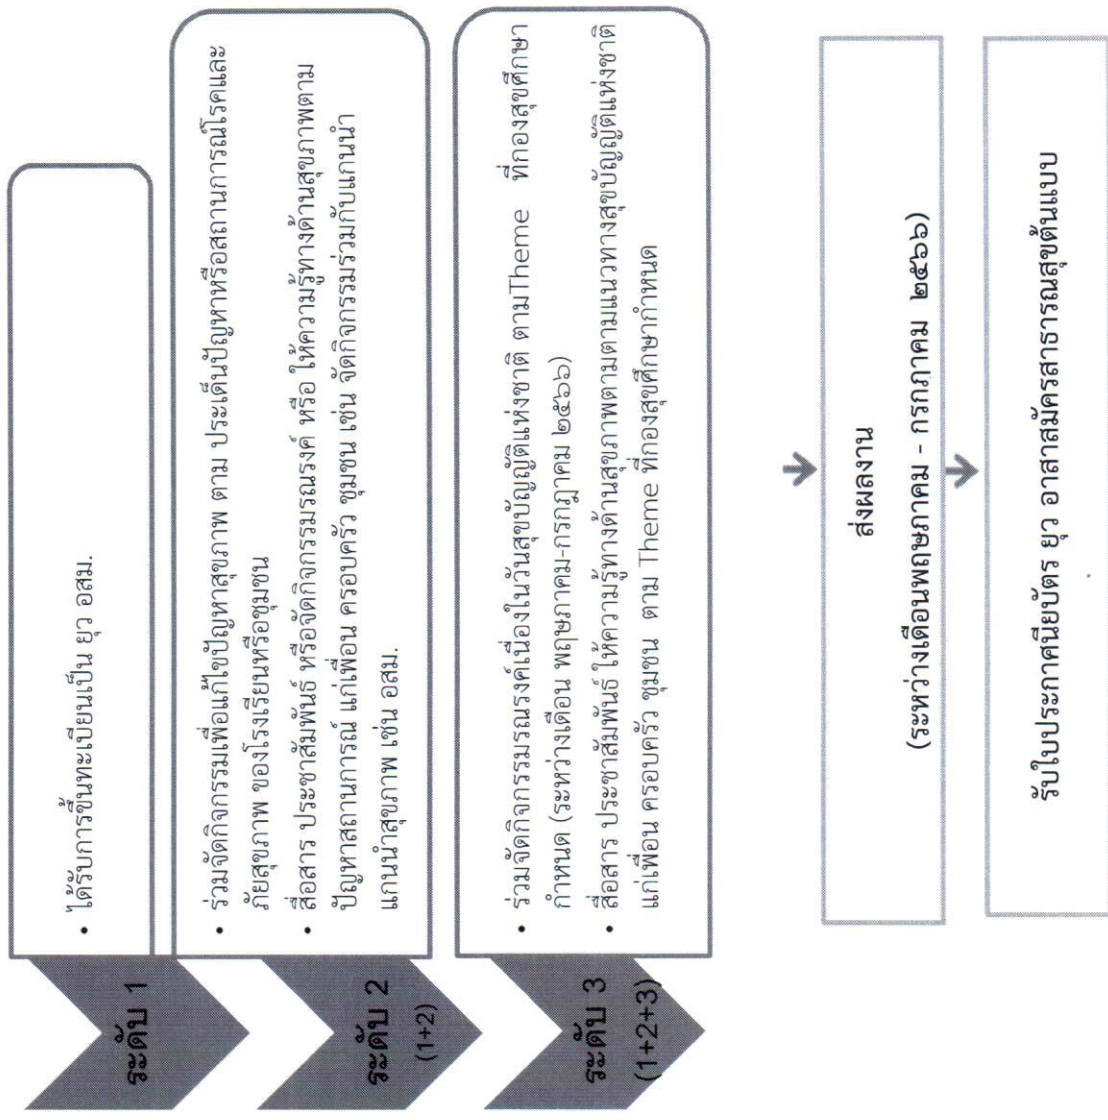 ระดับ 1
• ได้รับการขึ้นทะเบียนเป็น ยุว อสม.
ระดับ 2
(1+2)
• ร่วมจัดกิจกรรมเพื่อแก้ไขปัญหาสุขภาพ ตาม ประเด็นปัญหาหรือสถานการณ์โรคและ
ภัยสุขภาพ ของโรงเรียนหรือชุมชน
• สื่อสาร ประชาสัมพันธ์ หรือจัดกิจกรรมรณรงค์ หรือ ให้ความรู้ทางด้านสุขภาพตาม
ปัญหาสถานการณ์ แก่เพื่อน ครอบครัว ชุมชน เช่น จัดกิจกรรมร่วมกับแกนนำ
แกนนำสุขภาพ เช่น อสม.
ระดับ 3
(1+2+3)
• ร่วมจัดกิจกรรมรณรงค์เนื่องในวันสุขบัญญัติแห่งชาติ ตามTheme ที่กองสุขศึกษา
กำหนด (ระหว่างเดือน พฤษภาคม-กรกฎาคม ๒๕๖๖)
• สื่อสาร ประชาสัมพันธ์ ให้ความรู้ทางด้านสุขภาพตามตามแนวทางสุขบัญญัติแห่งชาติ
แก่เพื่อน ครอบครัว ชุมชน ตาม Theme ที่กองสุขศึกษากำหนด
ส่งผลงาน
(ระหว่างเดือนพฤษภาคม - กรกฎาคม ๒๕๖๖)
รับใบประกาศนียบัตร ยุว อาสาสมัครสาธารณสุขต้นแบบ